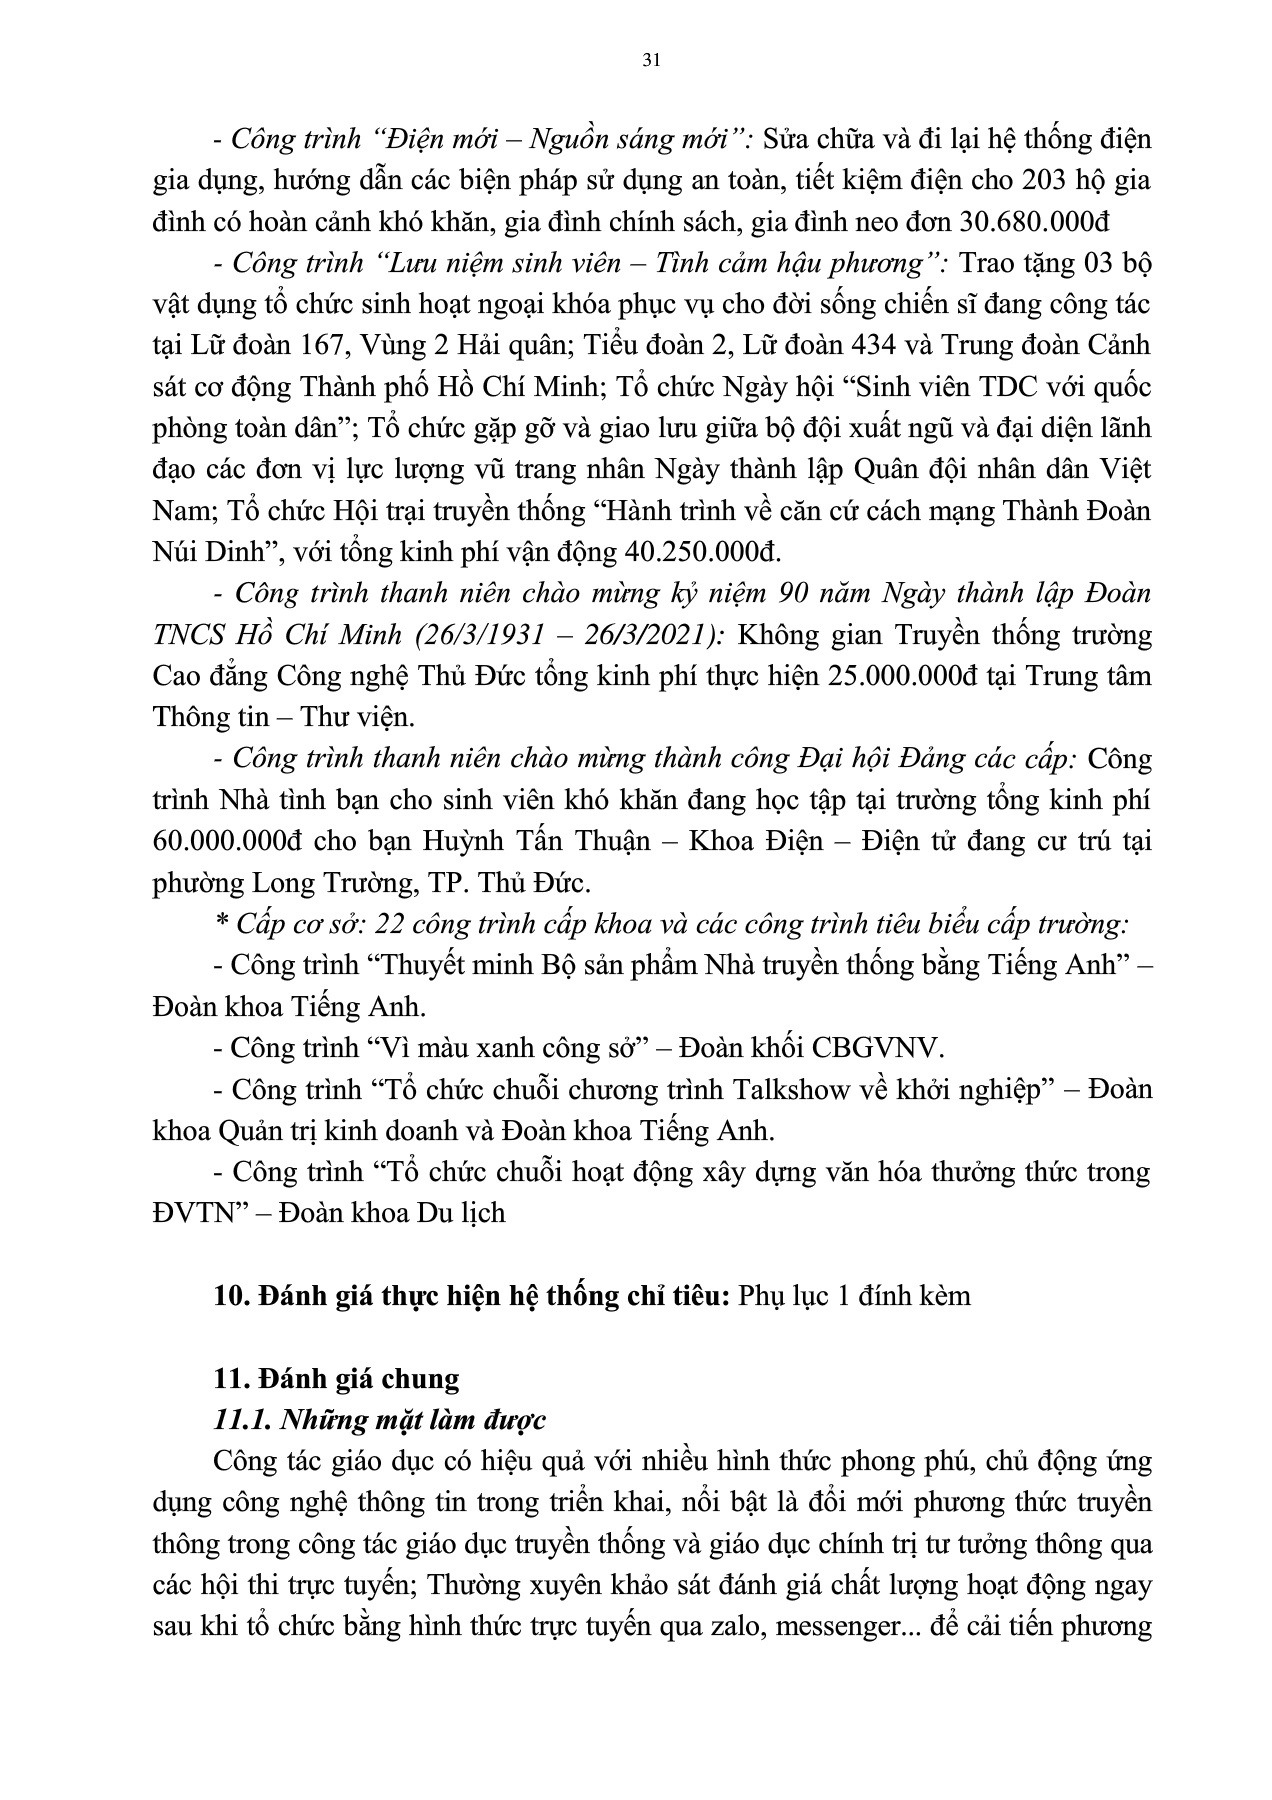 31
- Công trình “Điện mới – Nguồn sáng mới”: Sửa chữa và đi lại hệ thống điện
gia dụng, hướng dẫn các biện pháp sử dụng an toàn, tiết kiệm điện cho 203 hộ gia
đình có hoàn cảnh khó khăn, gia đình chính sách, gia đình neo đơn 30.680.000đ
- Công trình “Lưu niệm sinh viên – Tình cảm hậu phương”: Trao tặng 03 bộ
vật dụng tổ chức sinh hoạt ngoại khóa phục vụ cho đời sống chiến sĩ đang công tác
tại Lữ đoàn 167, Vùng 2 Hải quân; Tiểu đoàn 2, Lữ đoàn 434 và Trung đoàn Cảnh
sát cơ động Thành phố Hồ Chí Minh; Tổ chức Ngày hội “Sinh viên TDC với quốc
phòng toàn dân”; Tổ chức gặp gỡ và giao lưu giữa bộ đội xuất ngũ và đại diện lãnh
đạo các đơn vị lực lượng vũ trang nhân Ngày thành lập Quân đội nhân dân Việt
Nam; Tổ chức Hội trại truyền thống “Hành trình về căn cứ cách mạng Thành Đoàn
Núi Dinh”, với tổng kinh phí vận động 40.250.000đ.
- Công trình thanh niên chào mừng kỷ niệm 90 năm Ngày thành lập Đoàn
TNCS Hồ Chí Minh (26/3/1931 – 26/3/2021): Không gian Truyền thống trường
Cao đẳng Công nghệ Thủ Đức tổng kinh phí thực hiện 25.000.000đ tại Trung tâm
Thông tin – Thư viện.
- Công trình thanh niên chào mừng thành công Đại hội Đảng các cấp: Công
trình Nhà tình bạn cho sinh viên khó khăn đang học tập tại trường tổng kinh phí
60.000.000đ cho bạn Huỳnh Tấn Thuận – Khoa Điện – Điện tử đang cư trú tại
phường Long Trường, TP. Thủ Đức.
* Cấp cơ sở: 22 công trình cấp khoa và các công trình tiêu biểu cấp trường:
- Công trình “Thuyết minh Bộ sản phẩm Nhà truyền thống bằng Tiếng Anh” –
Đoàn khoa Tiếng Anh.
- Công trình “Vì màu xanh công sở” – Đoàn khối CBGVNV.
- Công trình “Tổ chức chuỗi chương trình Talkshow về khởi nghiệp” – Đoàn
khoa Quản trị kinh doanh và Đoàn khoa Tiếng Anh.
- Công trình “Tổ chức chuỗi hoạt động xây dựng văn hóa thưởng thức trong
ĐVTN” – Đoàn khoa Du lịch
10. Đánh giá thực hiện hệ thống chỉ tiêu: Phụ lục 1 đính kèm
11. Đánh giá chung
11.1. Những mặt làm được
Công tác giáo dục có hiệu quả với nhiều hình thức phong phú, chủ động ứng
dụng công nghệ thông tin trong triển khai, nổi bật là đổi mới phương thức truyền
thông trong công tác giáo dục truyền thống và giáo dục chính trị tư tưởng thông qua
các hội thi trực tuyến; Thường xuyên khảo sát đánh giá chất lượng hoạt động ngay
sau khi tổ chức bằng hình thức trực tuyến qua zalo, messenger... để cải tiến phương